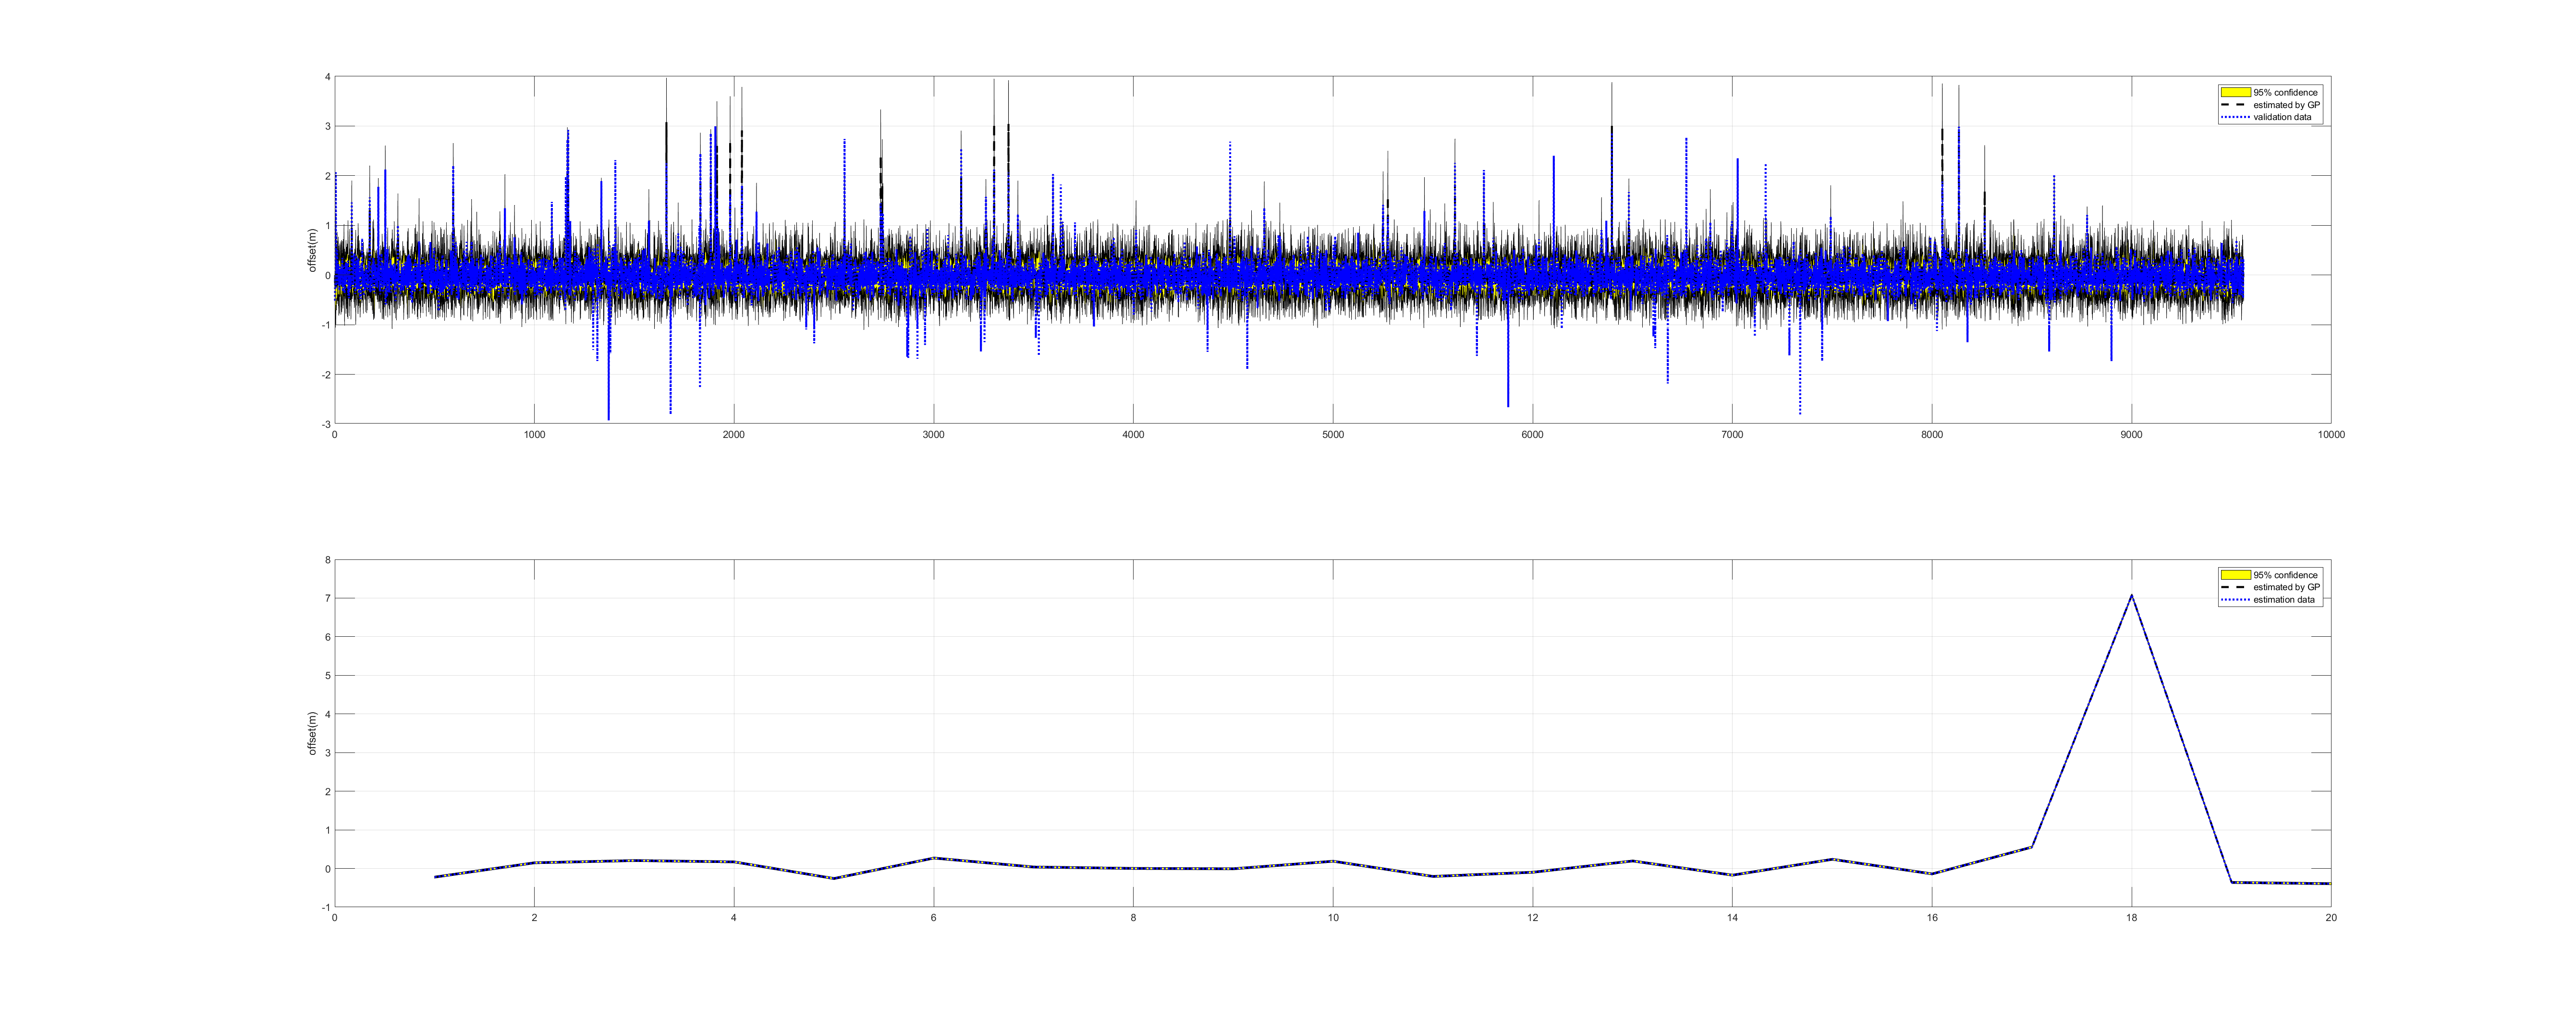 4
3
2
1
0
-1
-2
-3
offset(m)
0 1000 2000 3000 4000 5000 6000 7000 8000 9000 10000
95% confidence
estimated by GP
validation data
8
7
6
5
4
3
2
1
0
-1
offset(m)
0 2 4 6 8 10 12 14 16 18 20
95% confidence
estimated by GP
estimation data